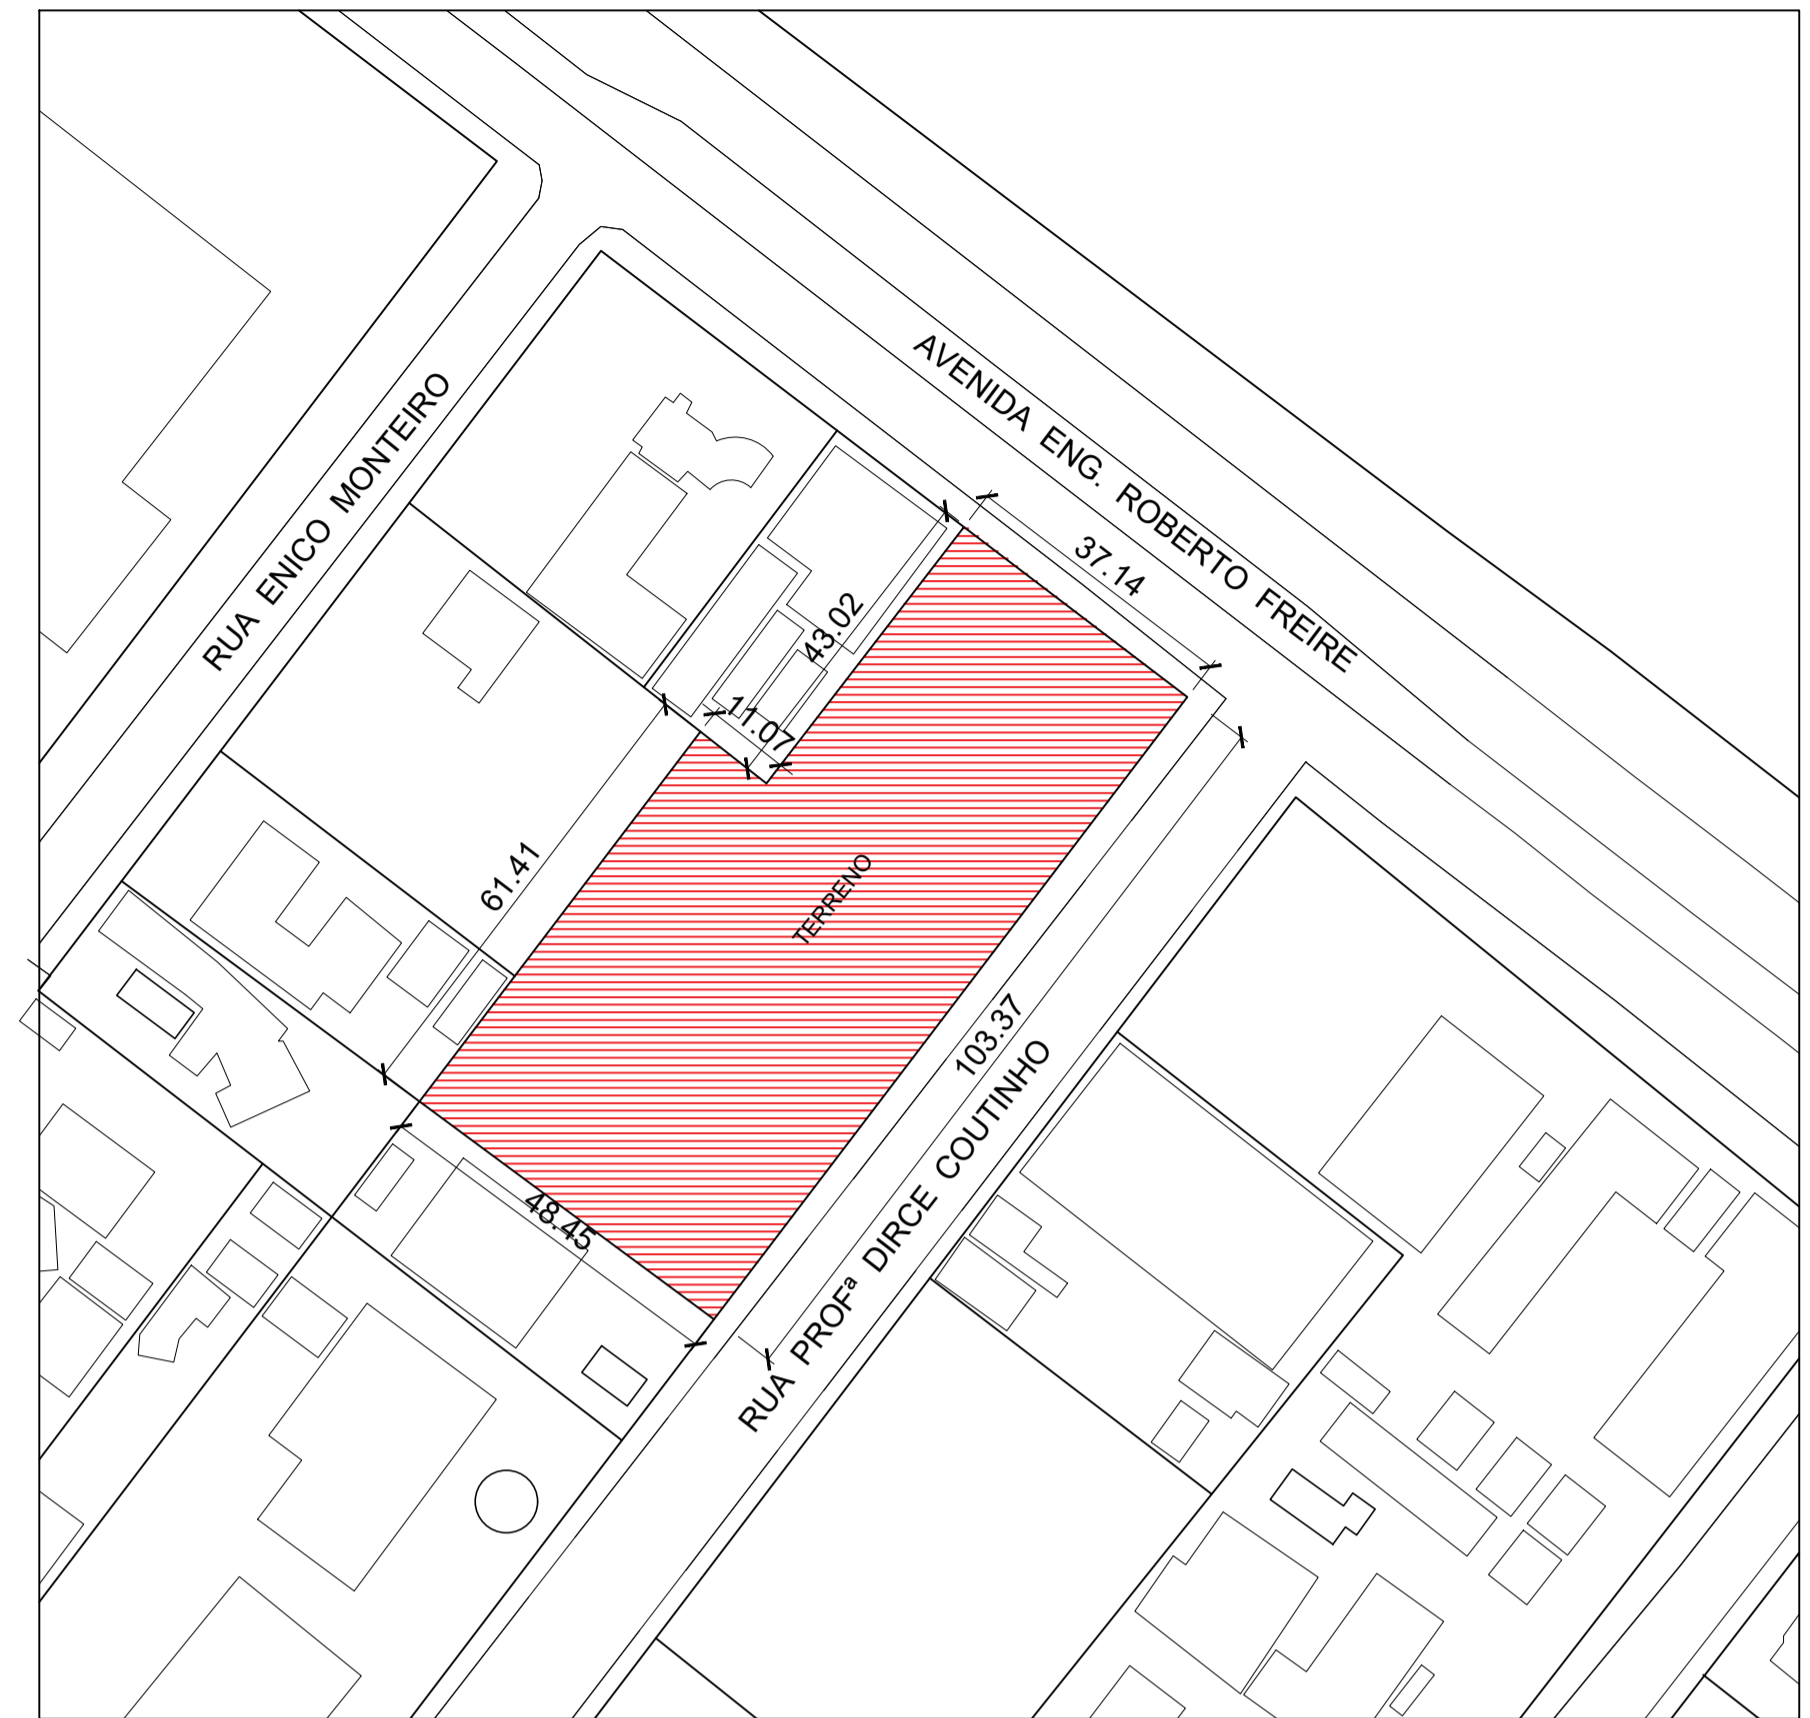 AVENIDA ENG. ROBERTO FREIRE
RUA ENICO MONTEIRO
37.14
43.02
11.07
61.41
TERRENO
103.37
48.45
RUA PROFª DIRCE COUTINHO